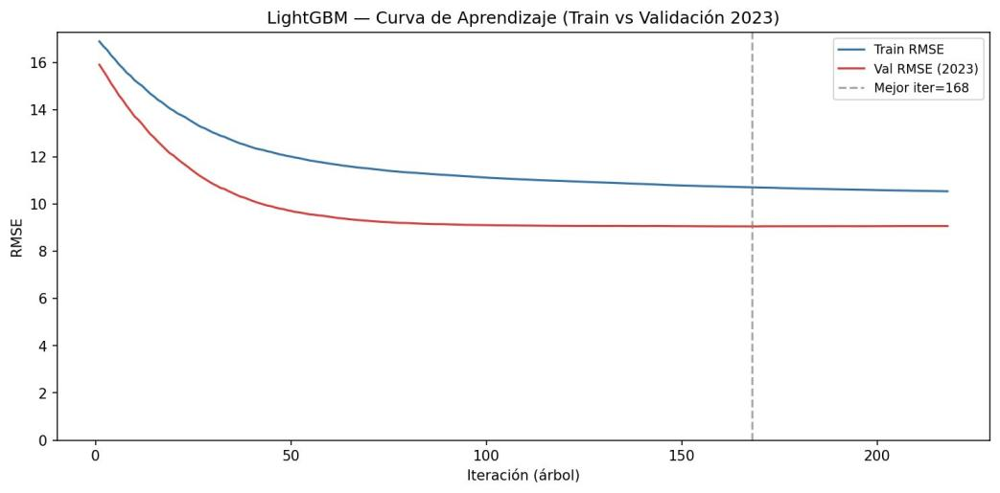 LightGBM — Curva de Aprendizaje (Train vs Validación 2023)
Train RMSE
Val RMSE (2023)
Mejor iter=168
RMSE
16
14
12
10
8
6
4
2
0
0 50 100 150 200
Iteración (árbol)